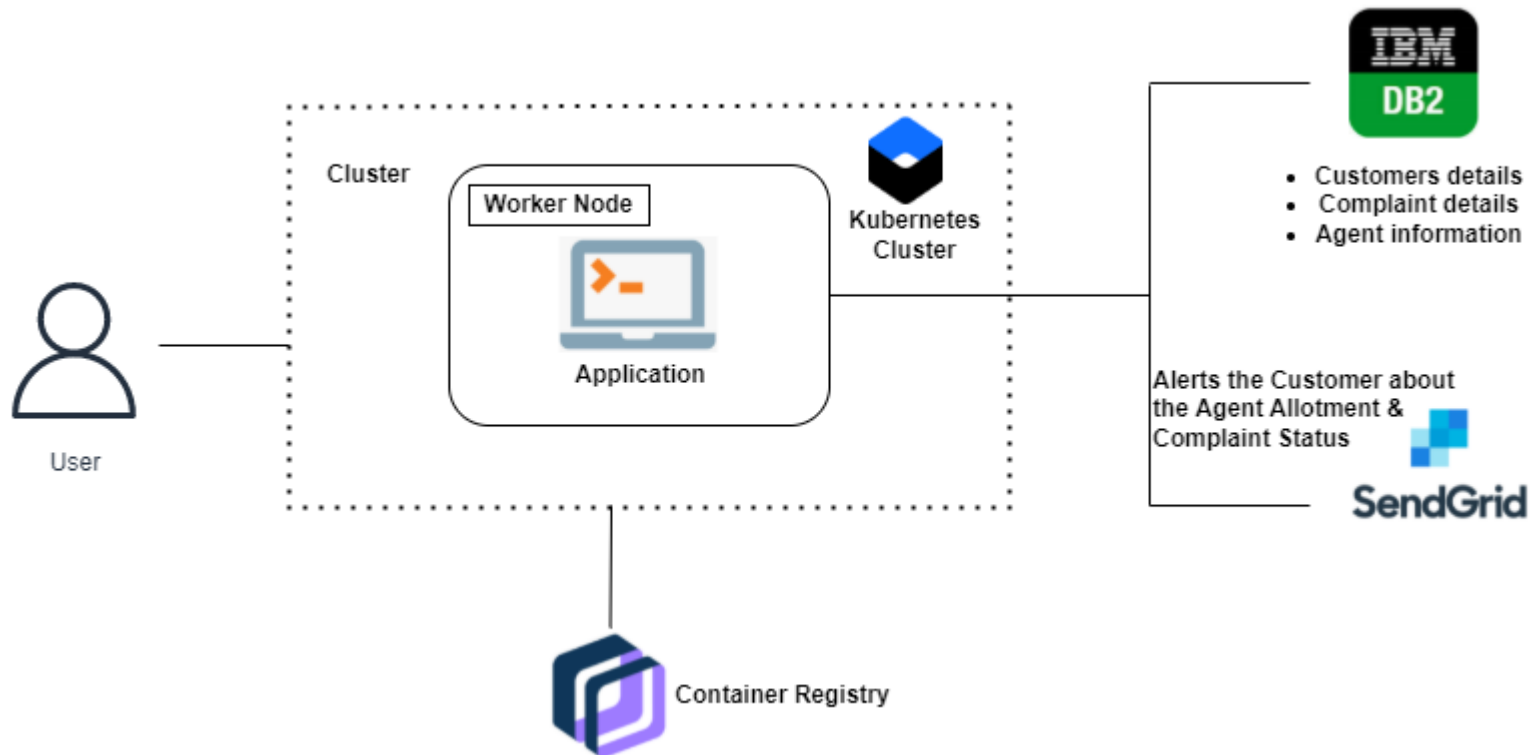 IBM
DB2
Cluster
Worker Node
Kubernetes
Cluster
• Customers details
• Complaint details
• Agent information
Application
Alerts the Customer about
the Agent Allotment &
Complaint Status
User
SendGrid
Container Registry